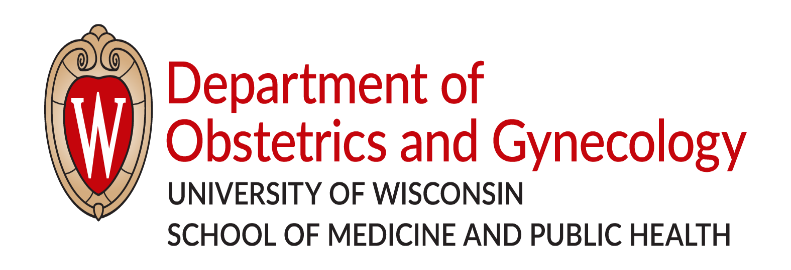 W
Department of
Obstetrics and Gynecology
UNIVERSITY OF WISCONSIN
SCHOOL OF MEDICINE AND PUBLIC HEALTH